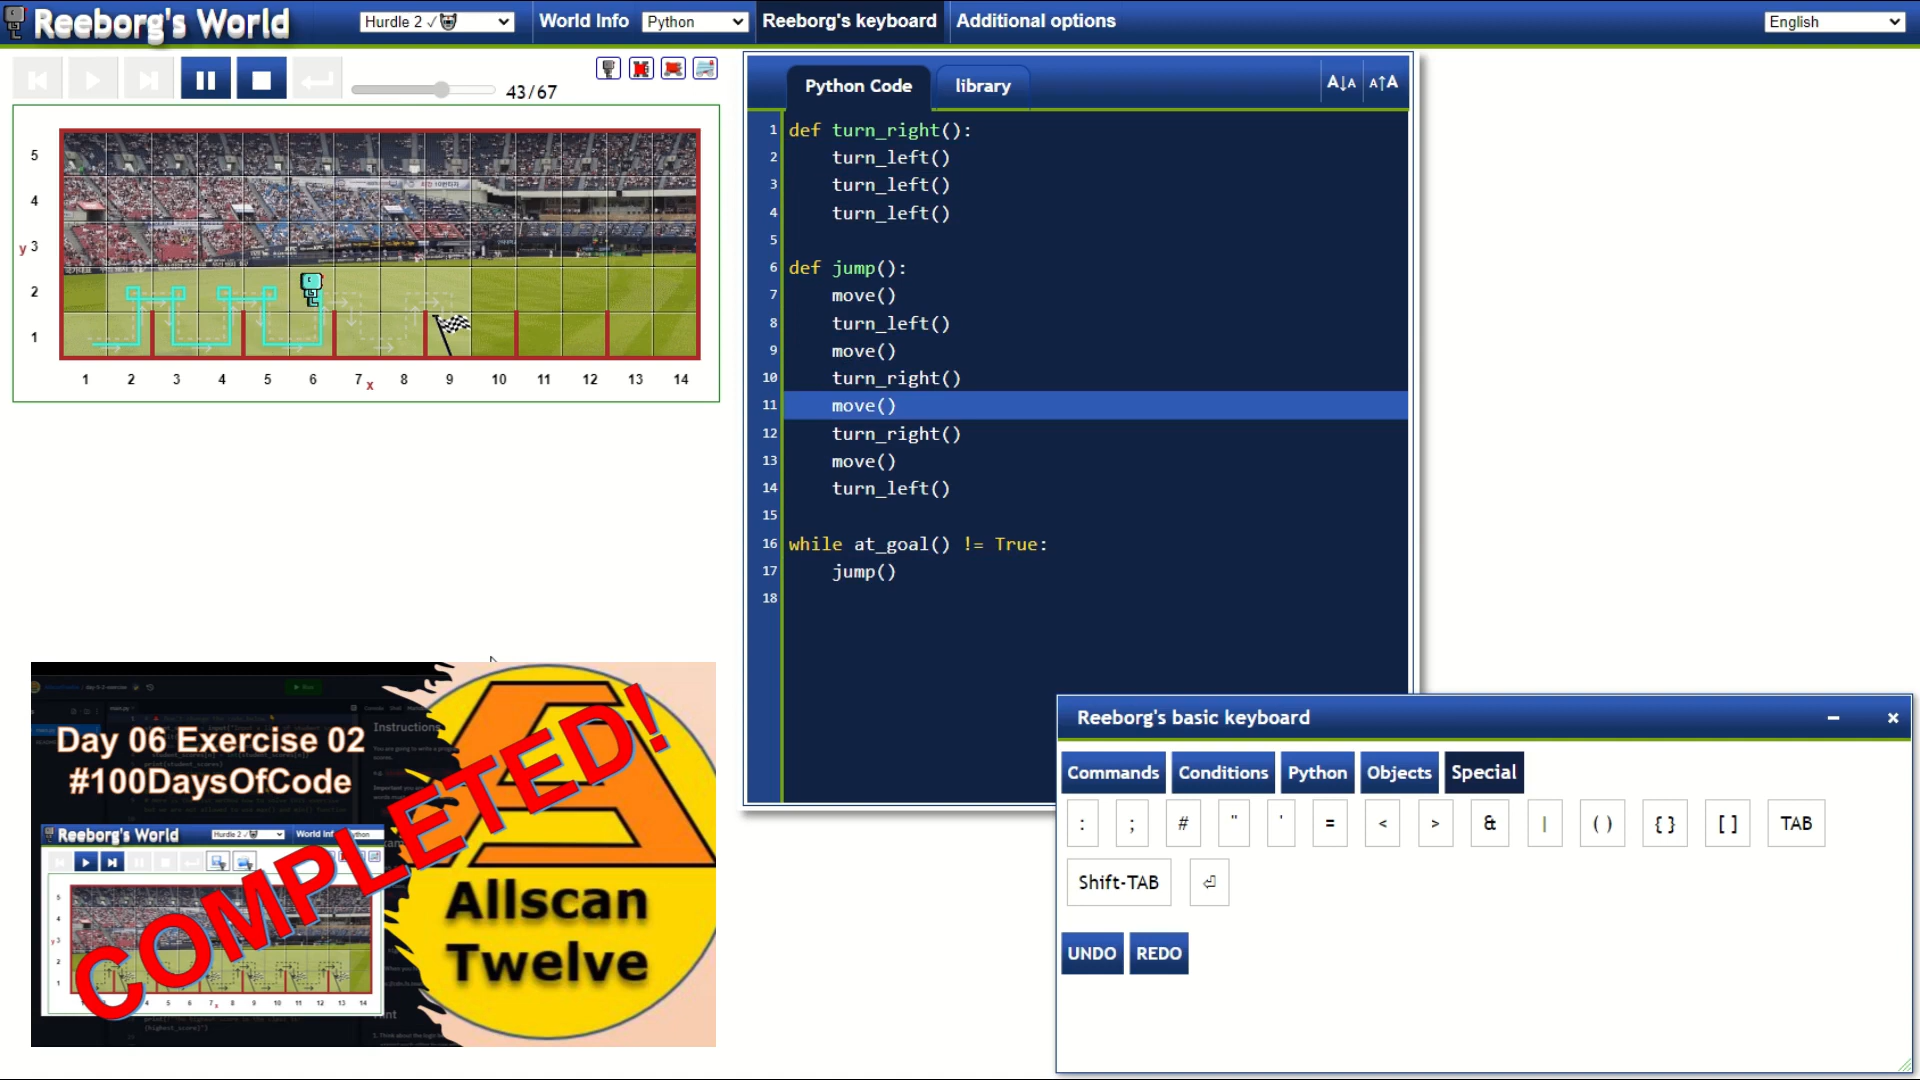 Reeborg's World
Hurdle 2 ✓
World Info
Python
Reeborg's keyboard
Additional options
English
43/67
5
4
y 3
2
1
1 2 3 4 5 6 7 x 8 9 10 11 12 13 14
Python Code
library
A↓A
A↑A
1 def turn_right():
2 turn_left()
3 turn_left()
4 turn_left()
5
6 def jump():
7 move()
8 turn_left()
9 move()
10 turn_right()
11 move()
12 turn_right()
13 move()
14 turn_left()
15
16 while at_goal() != True:
17 jump()
18
Day 06 Exercise 02
#100DaysOfCode
COMPLETED!
Allscan
Twelve
Instructions
Reeborg's World
Hurdle 2 ✓
World Inf
Reeborg's basic keyboard
Commands
Conditions
Python
Objects
Special
: ; # " ' = < > & | ( ) { } [ ] TAB
Shift-TAB ⏎
UNDO
REDO